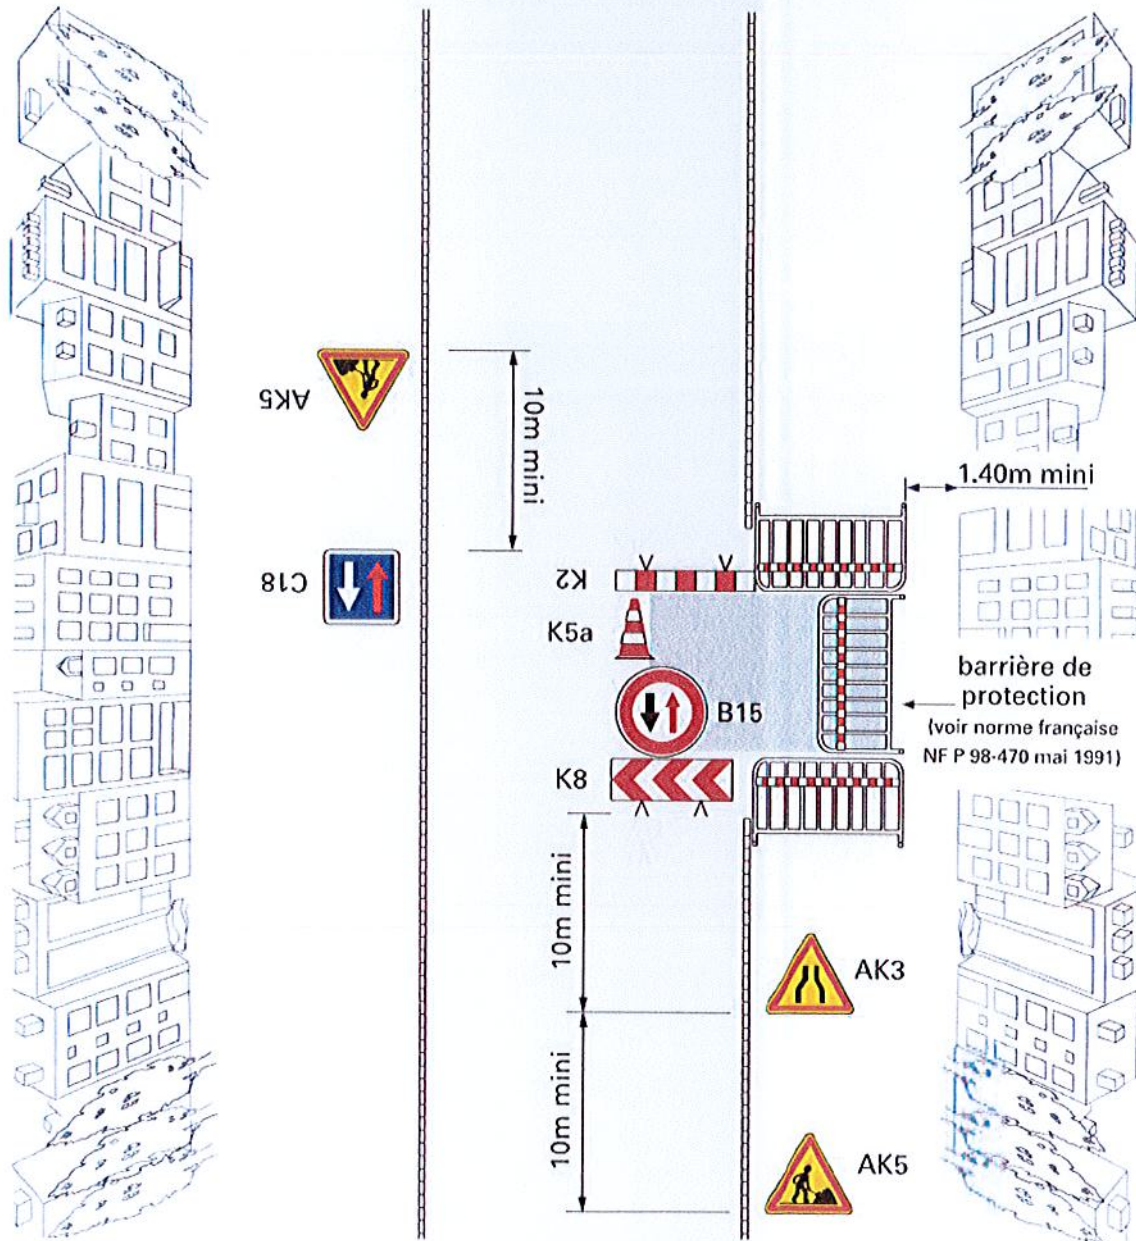 AK5
10m mini
1.40m mini
C18
K2
K5a
barrière de
protection
(voir norme française
NF P 98-470 mai 1991)
B15
K8
10m mini
AK3
10m mini
AK5